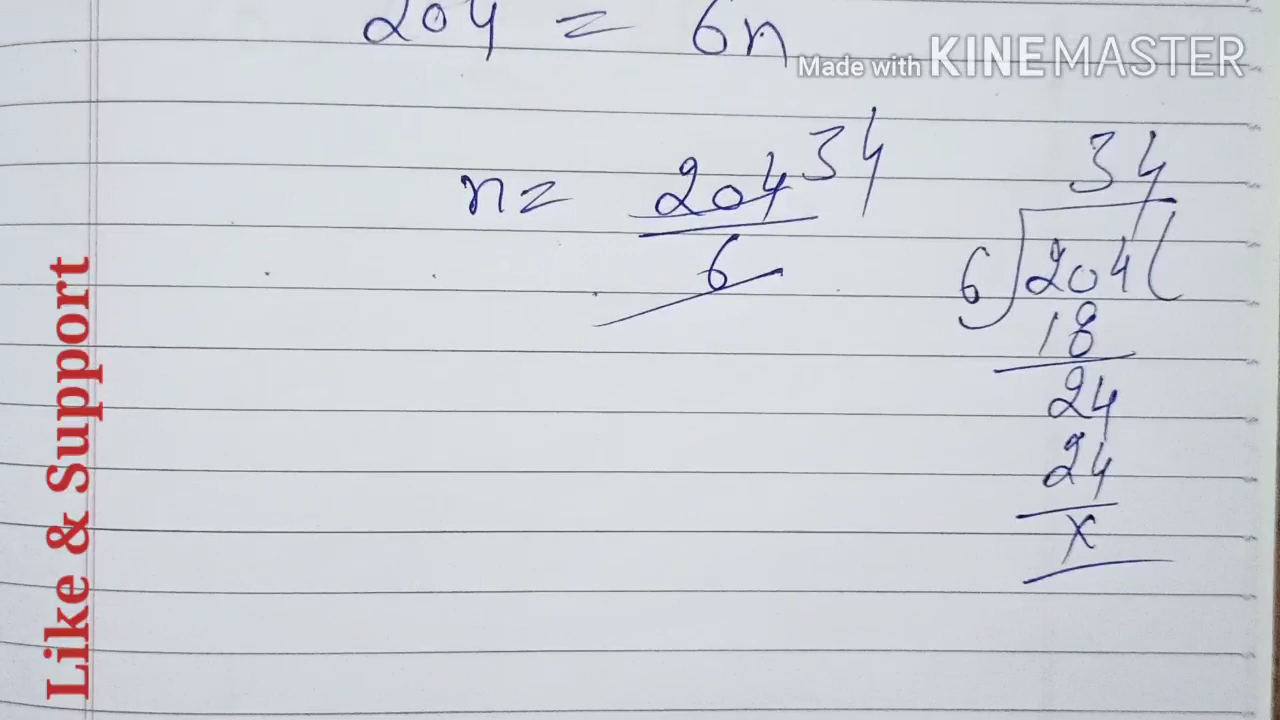 204 = 6n
Made with KINEMASTER
n = 204 34
6
34
6 204
18
24
24
x
Like & Support